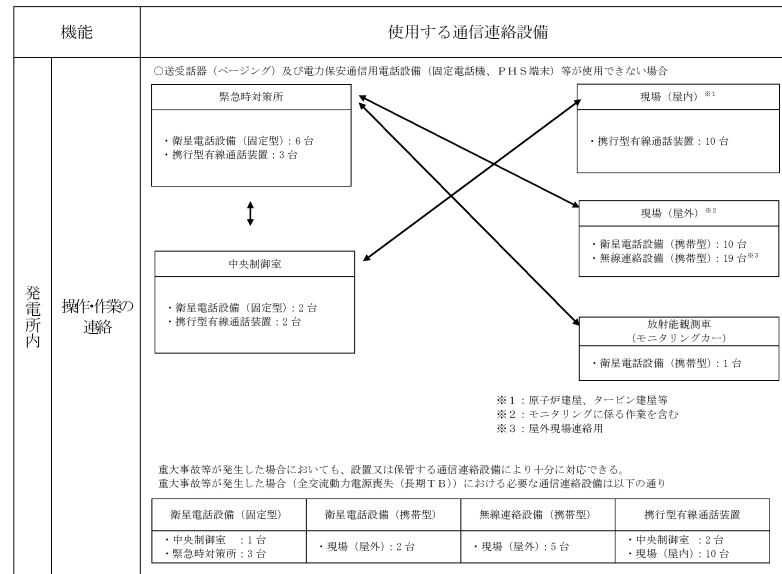 機能
使用する通信連絡設備
発電所内
操作・作業の
連絡
○送受話器（ページング）及び電力保安通信用電話設備（固定電話機、ＰＨＳ端末）等が使用できない場合
緊急時対策所
・衛星電話設備（固定型）：６台
・携行型有線通話装置：３台
中央制御室
・衛星電話設備（固定型）：２台
・携行型有線通話装置：２台
現場（屋内）※1
・携行型有線通話装置：10台
現場（屋外）※2
・衛星電話設備（携帯型）：10台
・無線連絡設備（携帯型）：19台※3
放射能観測車
（モニタリングカー）
・衛星電話設備（携帯型）：１台
※１：原子炉建屋、タービン建屋等
※２：モニタリングに係る作業を含む
※３：屋外現場連絡用
重大事故等が発生した場合においても、設置又は保管する通信連絡設備により十分に対応できる。
重大事故等が発生した場合（全交流動力電源喪失（長期ＴＢ））における必要な通信連絡設備は以下の通り
衛星電話設備（固定型）
衛星電話設備（携帯型）
無線連絡設備（携帯型）
携行型有線通話装置
・中央制御室　：１台
・緊急時対策所：３台
・現場（屋外）：２台
・現場（屋外）：５台
・中央制御室　：２台
・現場（屋内）：10台